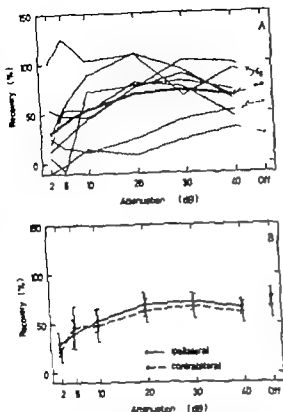 A
150
100
50
0
Recovery (%)
2 5 10 20 30 40 Off
Attenuation (dB)
B
150
100
50
0
Recovery (%)
Ipsilateral
Contralateral
2 5 10 20 30 40 Off
Attenuation (dB)